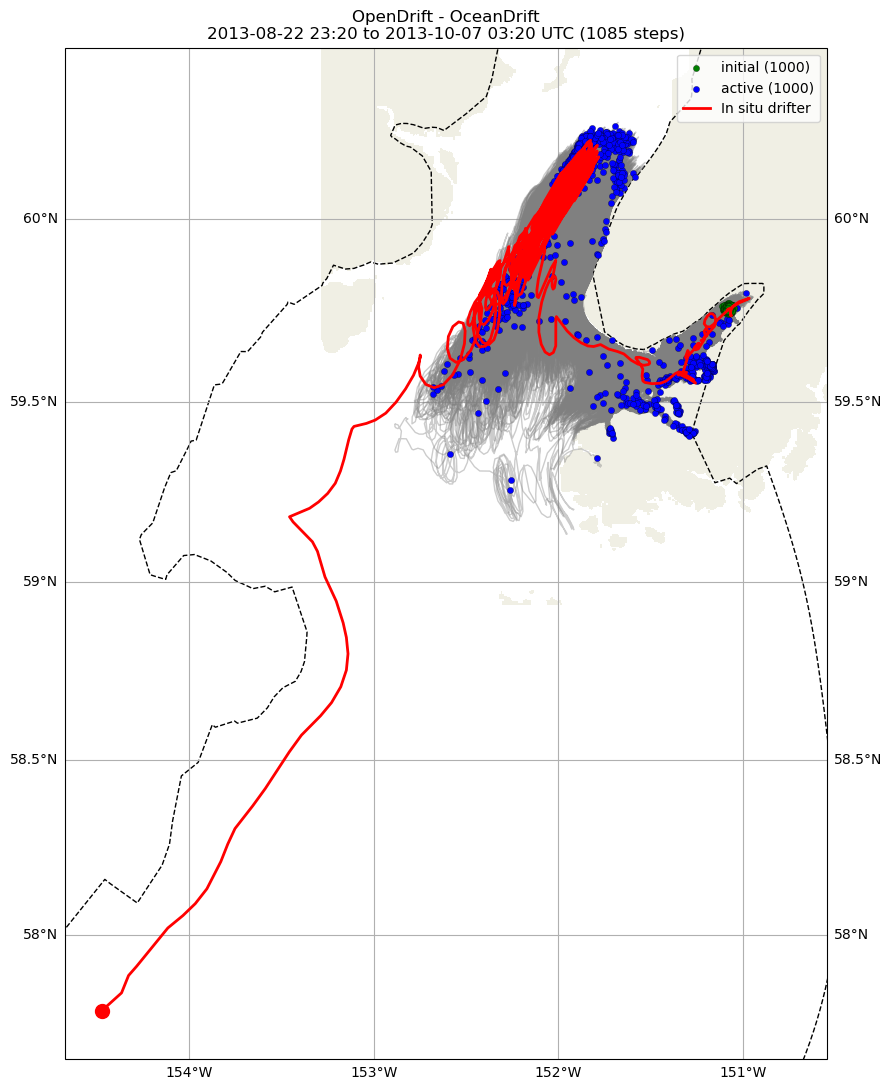 OpenDrift - OceanDrift
2013-08-22 23:20 to 2013-10-07 03:20 UTC (1085 steps)
initial (1000)
active (1000)
In situ drifter
60°N
60°N
59.5°N
59.5°N
59°N
59°N
58.5°N
58.5°N
58°N
58°N
154°W
153°W
152°W
151°W